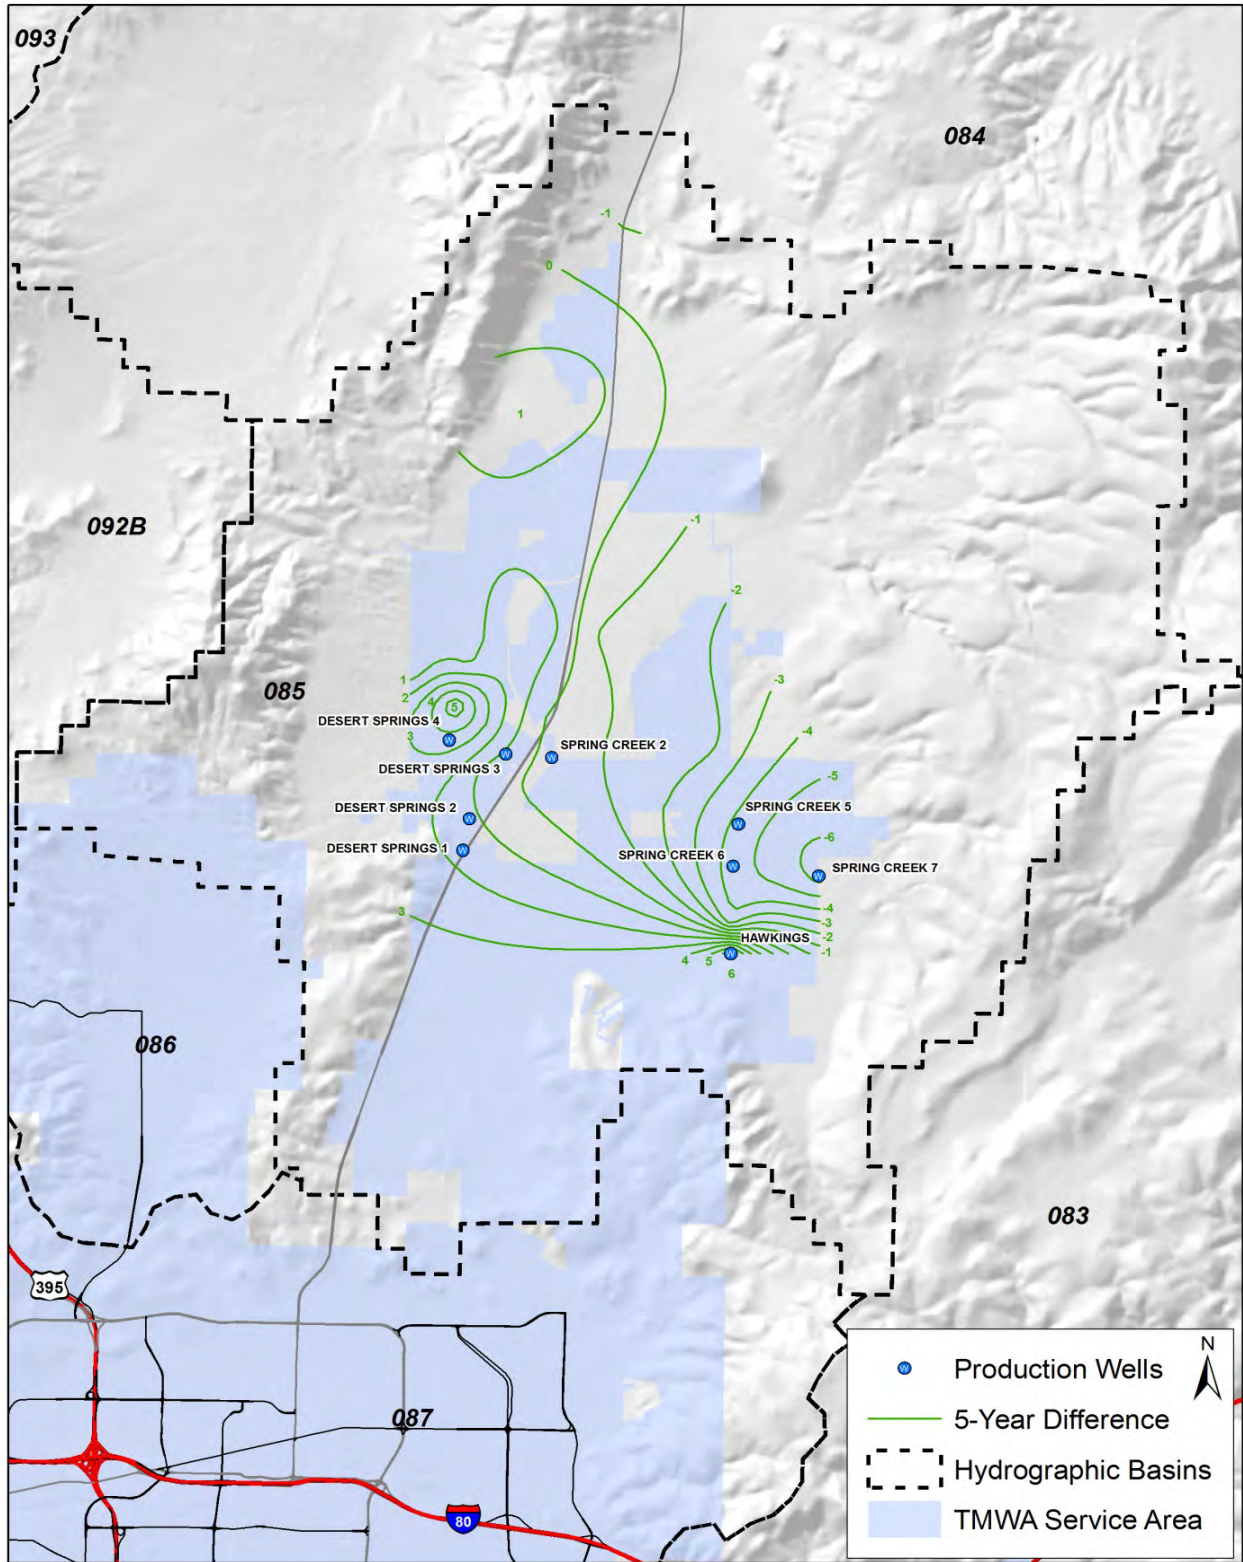 093
084
-1
0
1
-1
092B
-2
1
-3
085
2
4
5
-4
DESERT SPRINGS 4
3
SPRING CREEK 2
DESERT SPRINGS 3
-5
DESERT SPRINGS 2
SPRING CREEK 5
-6
DESERT SPRINGS 1
SPRING CREEK 6
SPRING CREEK 7
3
-4
-3
HAWKINGS
-2
4
5
-1
6
086
083
395
N
W Production Wells
5-Year Difference
087
Hydrographic Basins
80
TMWA Service Area